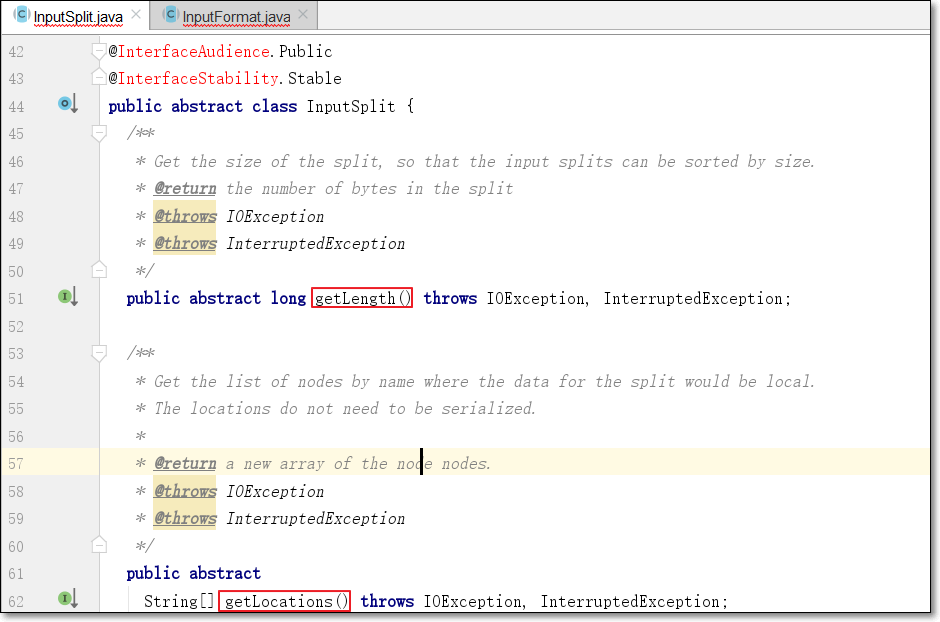 InputSplit.java InputFormat.java
42 @InterfaceAudience.Public
43 @InterfaceStability.Stable
44 public abstract class InputSplit {
45 /**
46 * Get the size of the split, so that the input splits can be sorted by size.
47 * @return the number of bytes in the split
48 * @throws IOException
49 * @throws InterruptedException
50 */
51 public abstract long getLength() throws IOException, InterruptedException;
52
53 /**
54 * Get the list of nodes by name where the data for the split would be local.
55 * The locations do not need to be serialized.
56 *
57 * @return a new array of the node nodes.
58 * @throws IOException
59 * @throws InterruptedException
60 */
61 public abstract
62 String[] getLocations() throws IOException, InterruptedException;